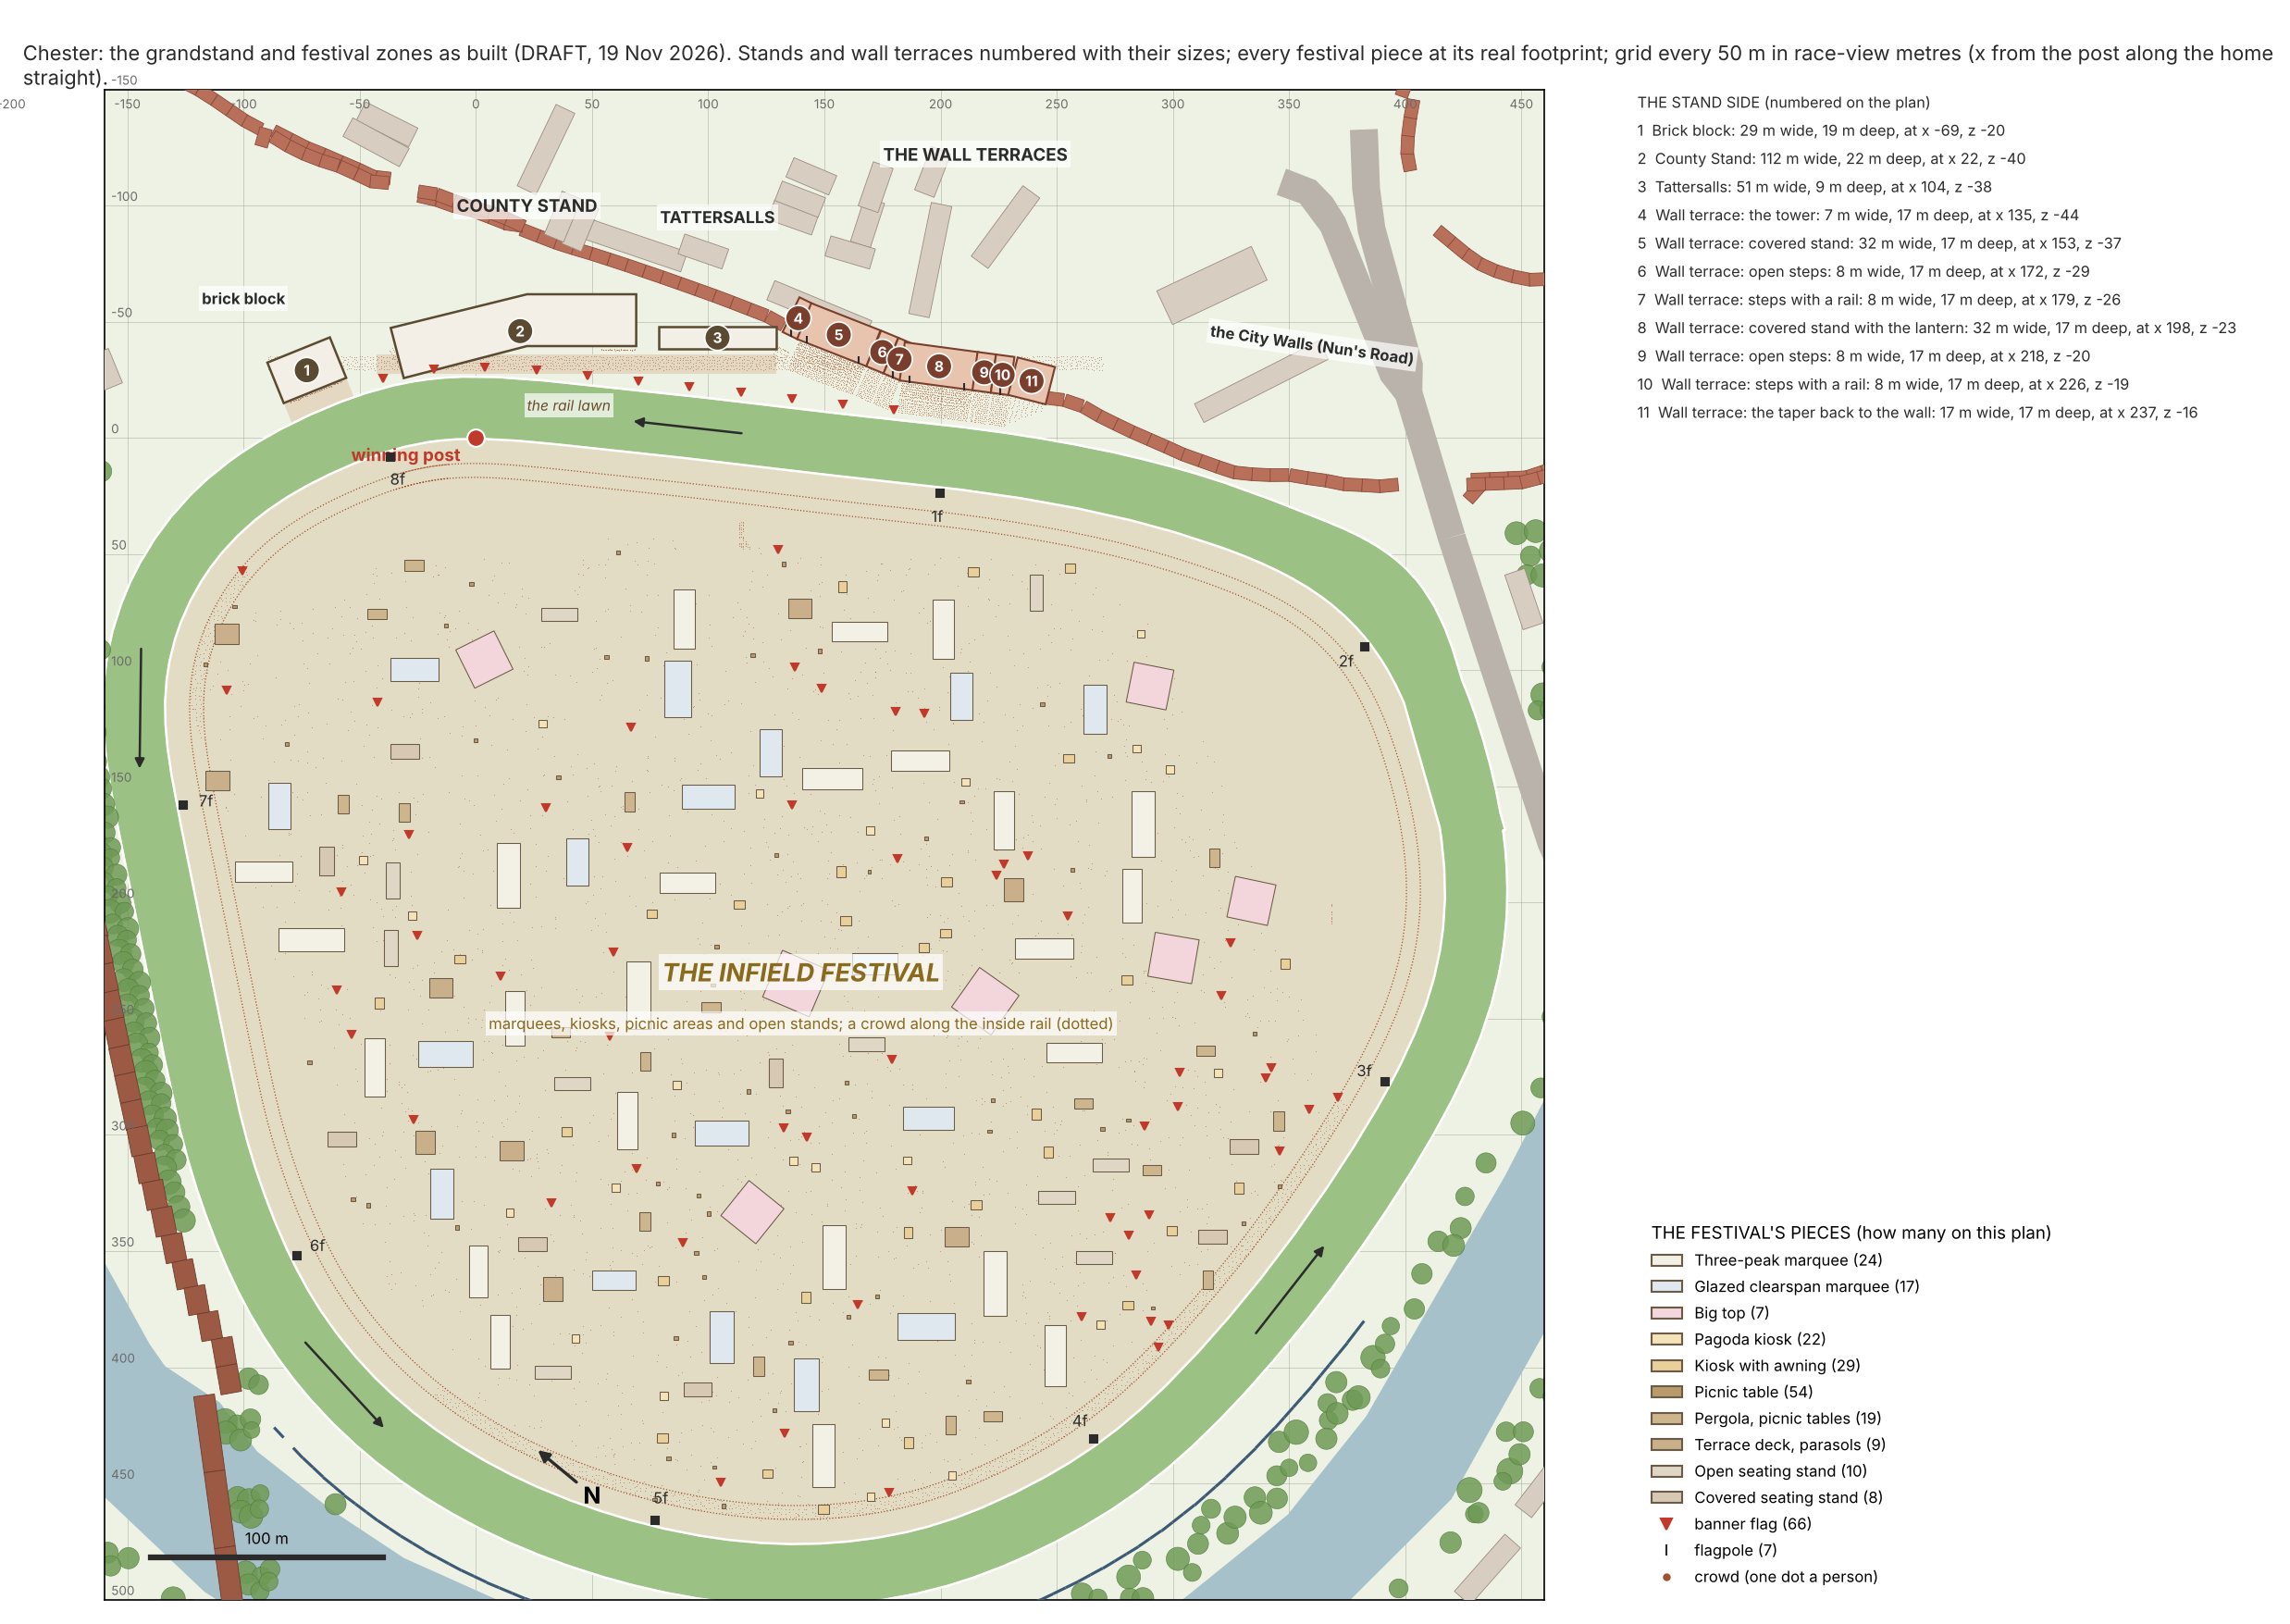 Chester: the grandstand and festival zones as built (DRAFT, 19 Nov 2026). Stands and wall terraces numbered with their sizes; every festival piece at its real footprint; grid every 50 m in race-view metres (x from the post along the home
straight).
-150
-200
-150
-100
-50
0
50
100
150
200
250
300
350
400
450
THE STAND SIDE (numbered on the plan)
1 Brick block: 29 m wide, 19 m deep, at x -69, z -20
2 County Stand: 112 m wide, 22 m deep, at x 22, z -40
3 Tattersalls: 51 m wide, 9 m deep, at x 104, z -38
4 Wall terrace: the tower: 7 m wide, 17 m deep, at x 135, z -44
5 Wall terrace: covered stand: 32 m wide, 17 m deep, at x 153, z -37
6 Wall terrace: open steps: 8 m wide, 17 m deep, at x 172, z -29
7 Wall terrace: steps with a rail: 8 m wide, 17 m deep, at x 179, z -26
8 Wall terrace: covered stand with the lantern: 32 m wide, 17 m deep, at x 198, z -23
9 Wall terrace: open steps: 8 m wide, 17 m deep, at x 218, z -20
10 Wall terrace: steps with a rail: 8 m wide, 17 m deep, at x 226, z -19
11 Wall terrace: the taper back to the wall: 17 m wide, 17 m deep, at x 237, z -16
THE WALL TERRACES
-100
COUNTY STAND
TATTERSALLS
brick block
-50
the City Walls (Nun's Road)
1
2
3
4
5
6
7
8
9
10
11
the rail lawn
0
winning post
8f
1f
50
100
2f
150
7f
200
THE INFIELD FESTIVAL
marquees, kiosks, picnic areas and open stands; a crowd along the inside rail (dotted)
3f
300
350
6f
400
4f
450
N
5f
100 m
500
THE FESTIVAL'S PIECES (how many on this plan)
Three-peak marquee (24)
Glazed clearspan marquee (17)
Big top (7)
Pagoda kiosk (22)
Kiosk with awning (29)
Picnic table (54)
Pergola, picnic tables (19)
Terrace deck, parasols (9)
Open seating stand (10)
Covered seating stand (8)
banner flag (66)
flagpole (7)
crowd (one dot a person)